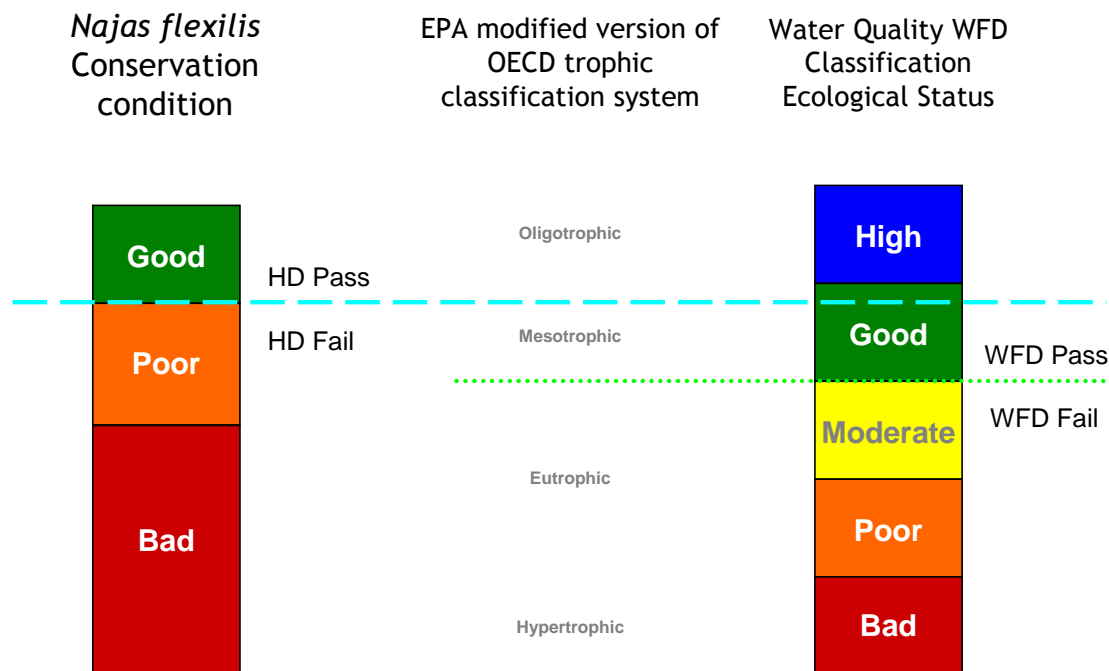 Najas flexilis
Conservation
condition
EPA modified version of
OECD trophic
classification system
Water Quality WFD
Classification
Ecological Status
Good
HD Pass
Poor
HD Fail
Bad
Oligotrophic
Mesotrophic
Eutrophic
Hypertrophic
High
Good
WFD Pass
Moderate
WFD Fail
Poor
Bad